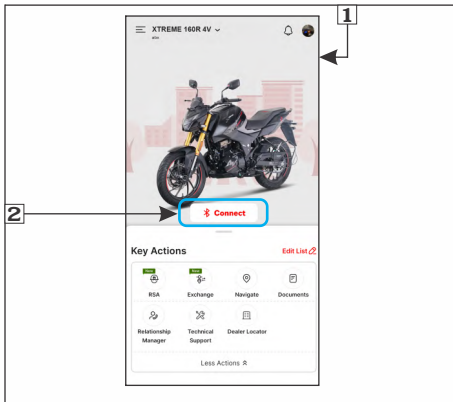 1
XTREME 160R 4V
2
Connect
Key Actions
Edit List
New
New
RSA
Exchange
Navigate
Documents
Relationship
Manager
Technical
Support
Dealer Locator
Less Actions